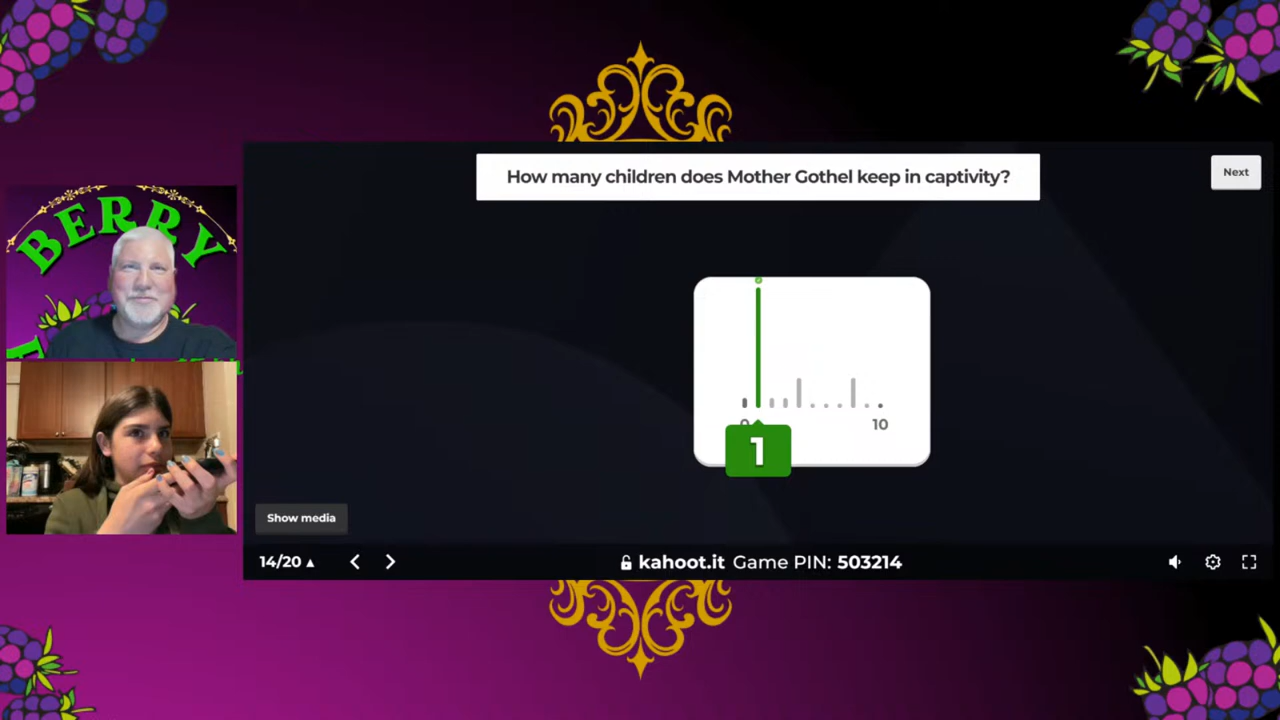 How many children does Mother Gothel keep in captivity?
Next
BERRY
10
1
Show media
14/20
kahoot.it Game PIN: 503214